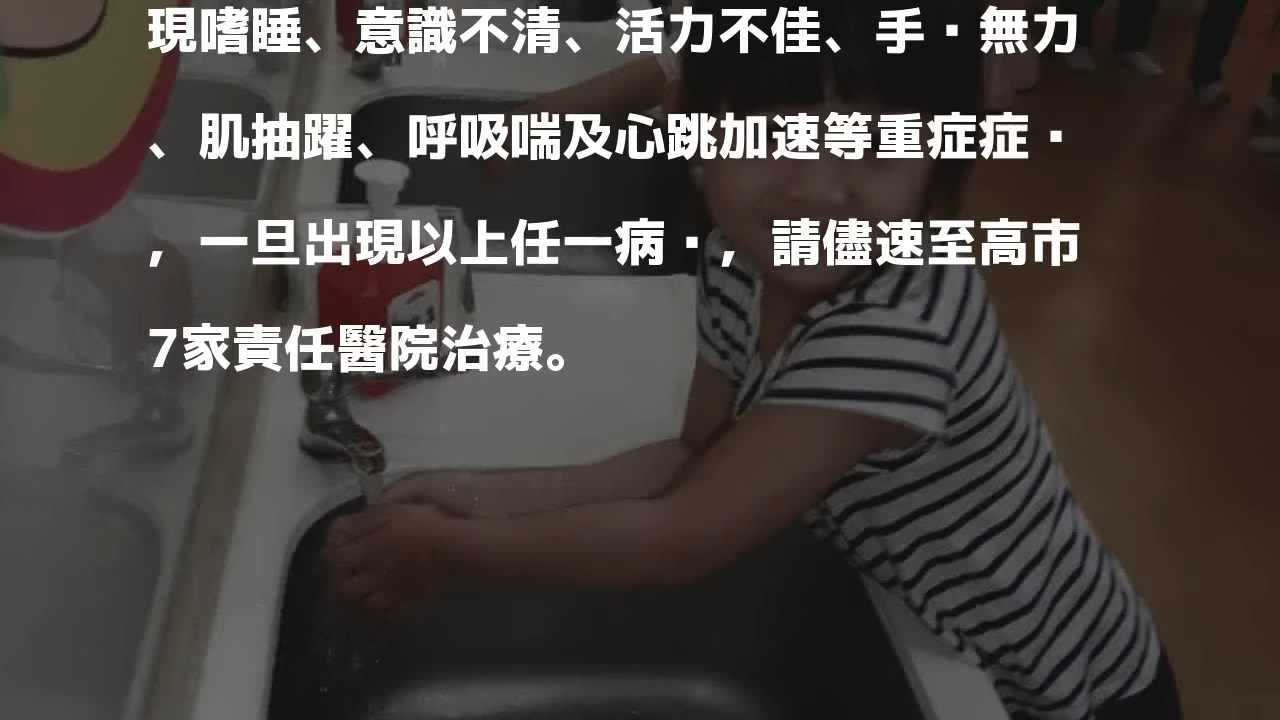 現嗜睡、意識不清、活力不佳、手▪無力
、肌抽躍、呼吸喘及心跳加速等重症症▪
，一旦出現以上任一病▪，請儘速至高市
7家責任醫院治療。